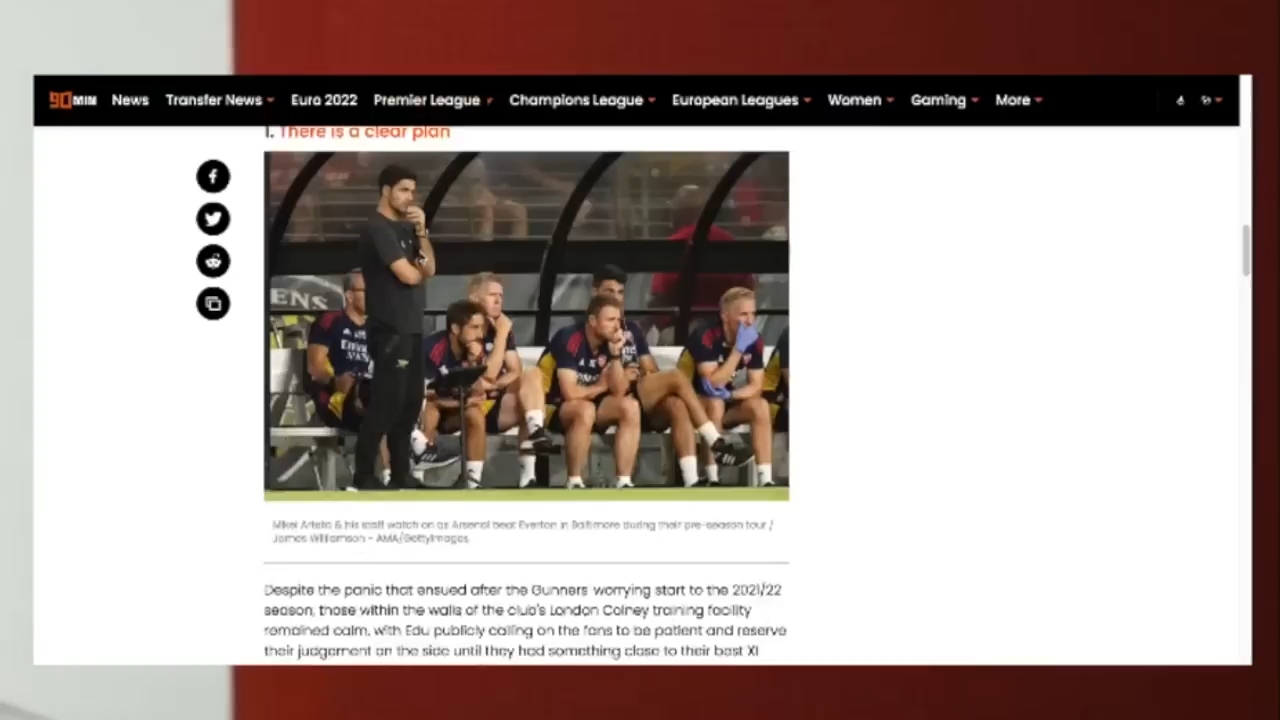 90MIN News Transfer News Euro 2022 Premier League Champions League European Leagues Women Gaming More
1. There is a clear plan
ENS
Mikel Arteta & his staff watch on as Arsenal beat Everton in Baltimore during their pre-season tour /
James Williamson - AMA/GettyImages
Despite the panic that ensued after the Gunners' worrying start to the 2021/22
season, those within the walls of the club's London Colney training facility
remained calm, with Edu publicly calling on the fans to be patient and reserve
their judgement on the side until they had something close to their best XI